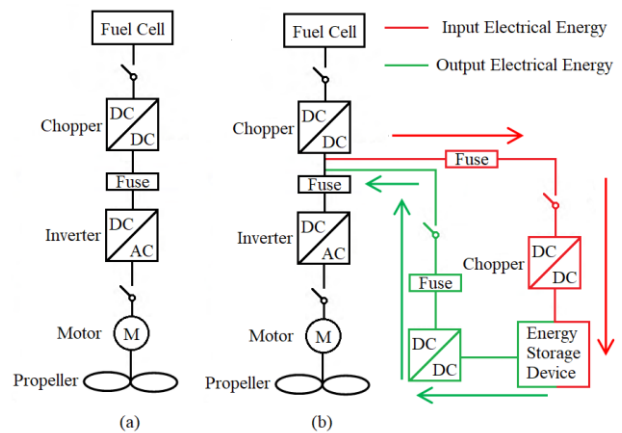 Fuel Cell
DC
DC
Chopper
Fuse
DC
AC
Inverter
Motor
M
Propeller
(a)
Fuel Cell
DC
DC
Chopper
Fuse
DC
AC
Inverter
Motor
M
Propeller
(b)
Input Electrical Energy
Output Electrical Energy
Fuse
DC
DC
Chopper
Fuse
DC
DC
Energy
Storage
Device